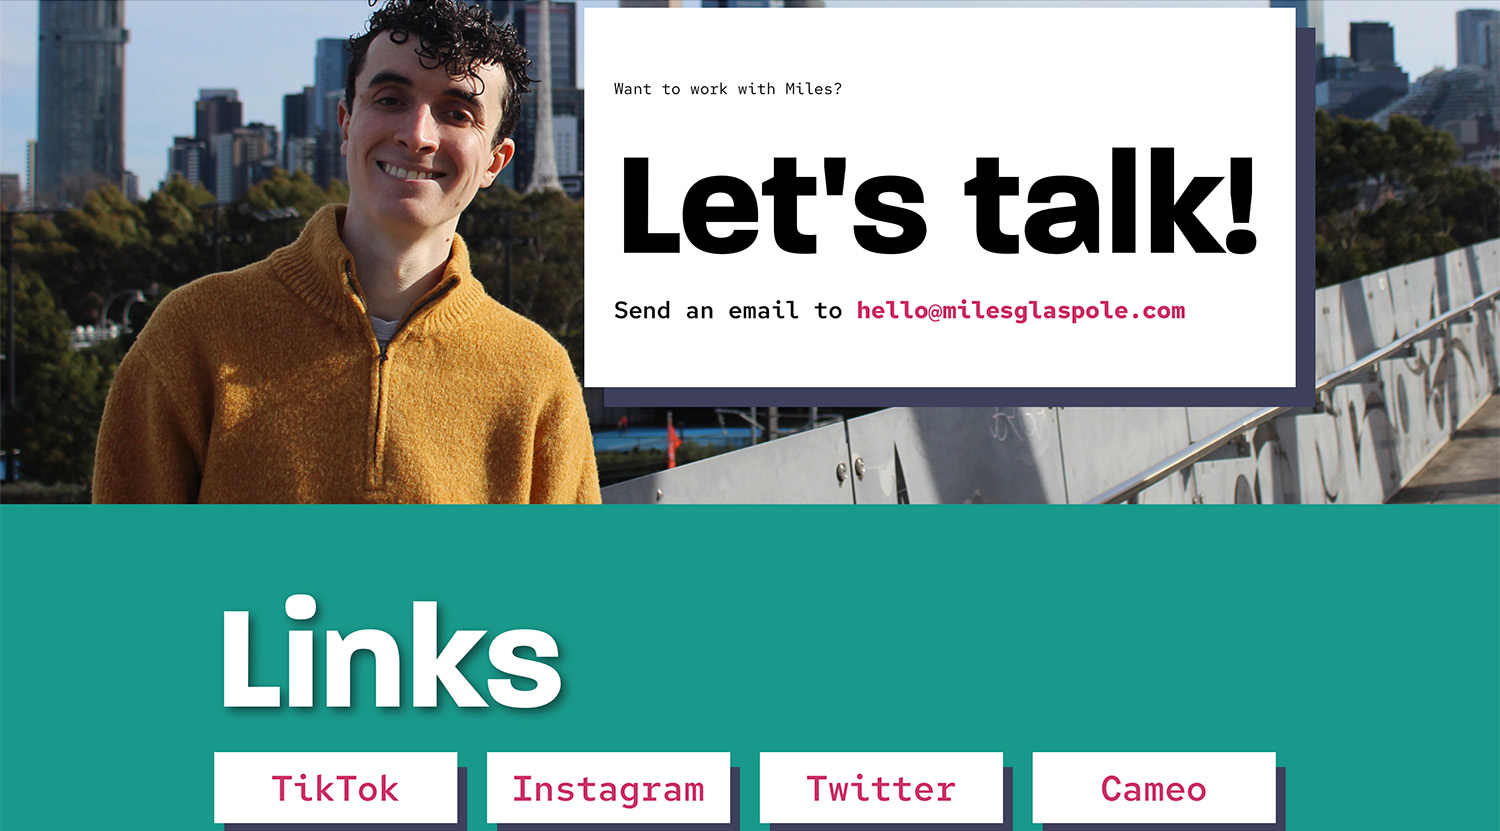 Want to work with Miles?
Let's talk!
Send an email to hello@milesglaspole.com
Links
TikTok
Instagram
Twitter
Cameo